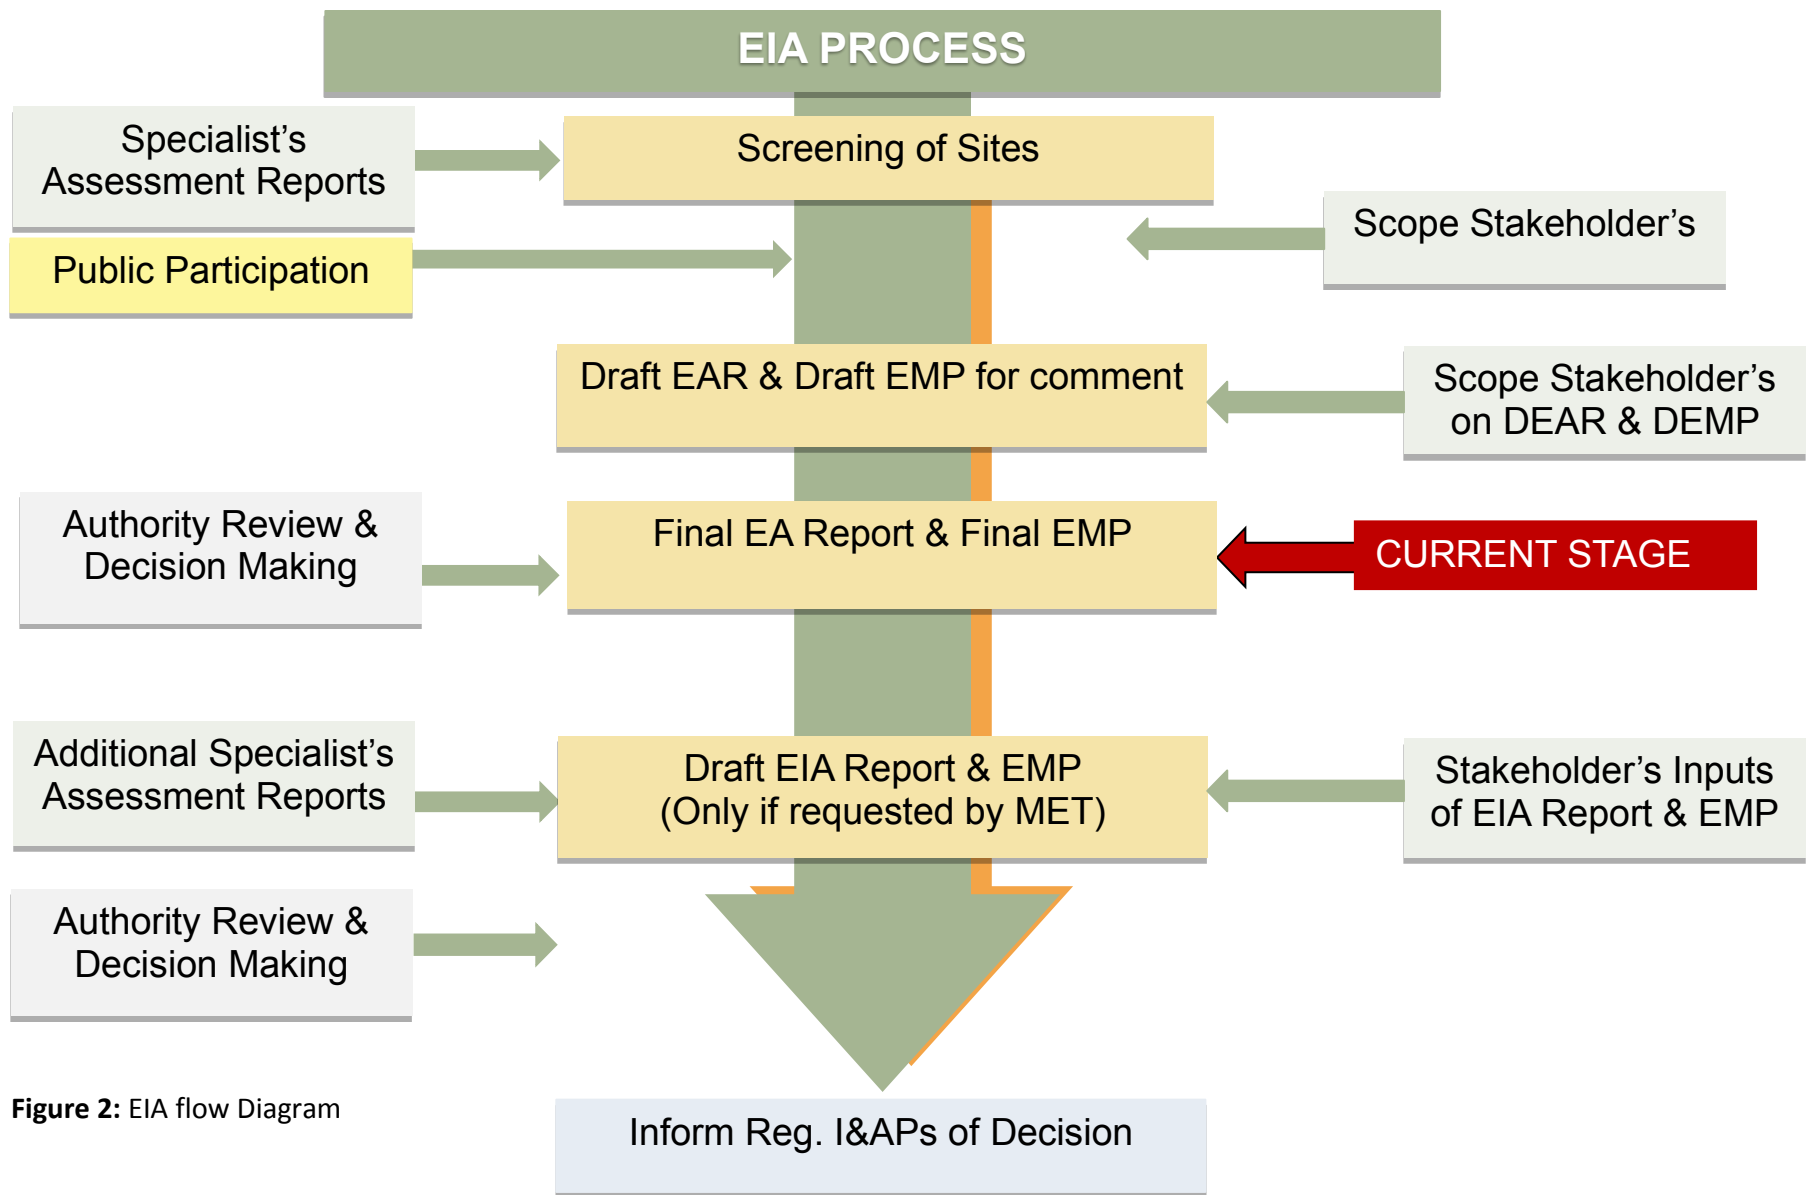 EIA PROCESS
Specialist’s
Assessment Reports
Screening of Sites
Scope Stakeholder’s
Public Participation
Draft EAR & Draft EMP for comment
Scope Stakeholder’s
on DEAR & DEMP
Authority Review &
Decision Making
Final EA Report & Final EMP
CURRENT STAGE
Additional Specialist’s
Assessment Reports
Draft EIA Report & EMP
(Only if requested by MET)
Stakeholder’s Inputs
of EIA Report & EMP
Authority Review &
Decision Making
Figure 2: EIA flow Diagram
Inform Reg. I&APs of Decision